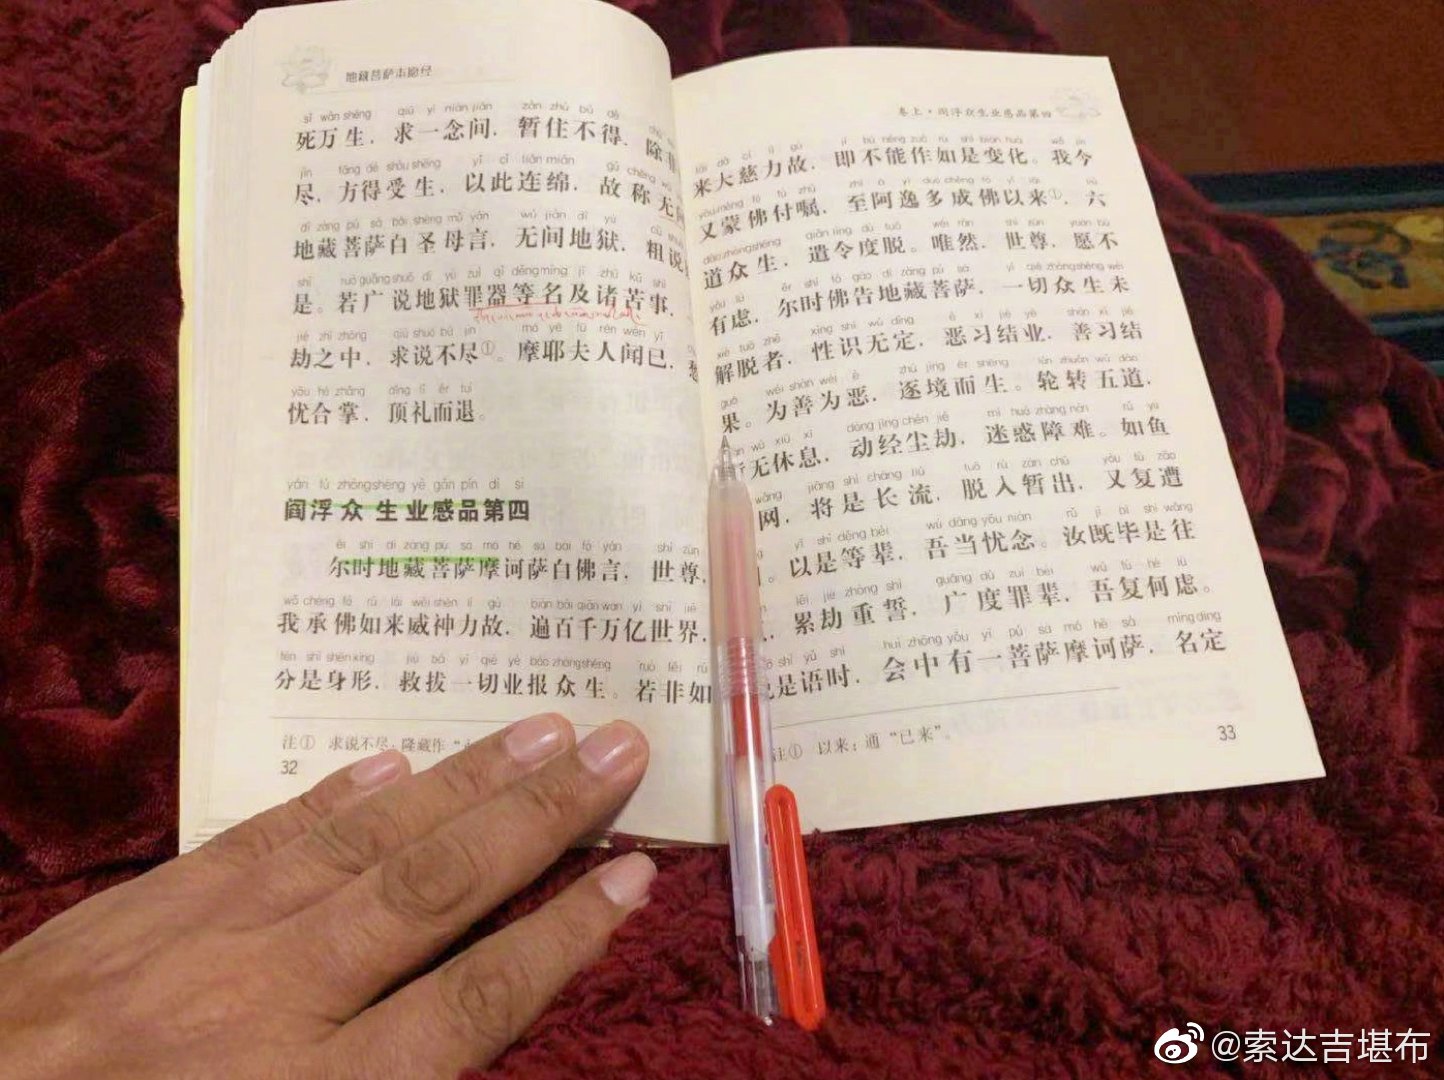 地藏菩萨本愿经
sǐ wàn shēng qiú yí niàn jiān zàn zhù bù dé
死万生，求一念间，暂住不得，除非
jìn fāng dé shòu shēng yǐ cǐ lián mián gù chēng wú
尽，方得受生，以此连绵，故称无间
dì zàng pú sà bái shèng mǔ yán wú jiān dì yù cū shuō
地藏菩萨白圣母言，无间地狱，粗说
shì ruò guǎng shuō dì yù zuì qì děng míng jí zhū kǔ shì
是。若广说地狱罪器等名及诸苦事，
jié zhī zhōng qiú shuō bú jìn mó yē fū rén wén yǐ
劫之中，求说不尽①。摩耶夫人闻已，愁
yōu hé zhǎng dǐng lǐ ér tuì
忧合掌，顶礼而退。
yán fú zhòng shēng yè gǎn pǐn dì sì
阎浮众生业感品第四
ěr shí dì zàng pú sà mó hē sà bái fó yán shì zūn
尔时地藏菩萨摩诃萨白佛言，世尊，
wǒ chéng fó rú lái wēi shén lì gù biàn bǎi qiān wàn yì shì jiè
我承佛如来威神力故，遍百千万亿世界，
fēn shì shēn xíng jiù bá yí qiè yè bào zhòng shēng ruò fēi rú
分是身形，救拔一切业报众生。若非如
注① 求说不尽：隆藏作“
32
卷上·阎浮众生业感品第四
lái dà cí lì gù jí bù néng zuò rú shì biàn huà wǒ jīn
来大慈力故，即不能作如是变化。我今
yòu méng fó fù zhǔ zhì ā yì duō chéng fó yǐ lái liù
又蒙佛付嘱，至阿逸多成佛以来①，六
dào zhòng shēng qiǎn lìng dù tuō wéi rán shì zūn yuàn bù
道众生，遣令度脱。唯然，世尊，愿不
yǒu lǜ ěr shí fó gào dì zàng pú sà yí qiè zhòng shēng wèi
有虑，尔时佛告地藏菩萨，一切众生未
xiè tuō zhě xìng shí wú dìng è xí jié yè shàn xí jié
解脱者，性识无定，恶习结业，善习结
guǒ wéi shàn wéi è zhú jìng ér shēng lún zhuǎn wǔ dào
果。为善为恶，逐境而生。轮转五道，
wú xiū xī dòng jīng chén jié mí huò zhàng nàn rú yú
无休息，动经尘劫，迷惑障难。如鱼
wǎng jiāng shì cháng liú tuō rù zàn chū yòu fù zāo
网，将是长流，脱入暂出，又复遭
yǐ shì děng bèi wú dāng yōu niàn rǔ jì bì shì wǎng
。以是等辈，吾当忧念。汝既毕是往
lěi jié zhòng shì guǎng dù zuì bèi wú fù hé lǜ
累劫重誓，广度罪辈，吾复何虑。
shì yǔ shí huì zhōng yǒu yì pú sà mó hē sà míng dìng
是语时，会中有一菩萨摩诃萨，名定
注① 以来：通“已来”。
33
@索达吉堪布